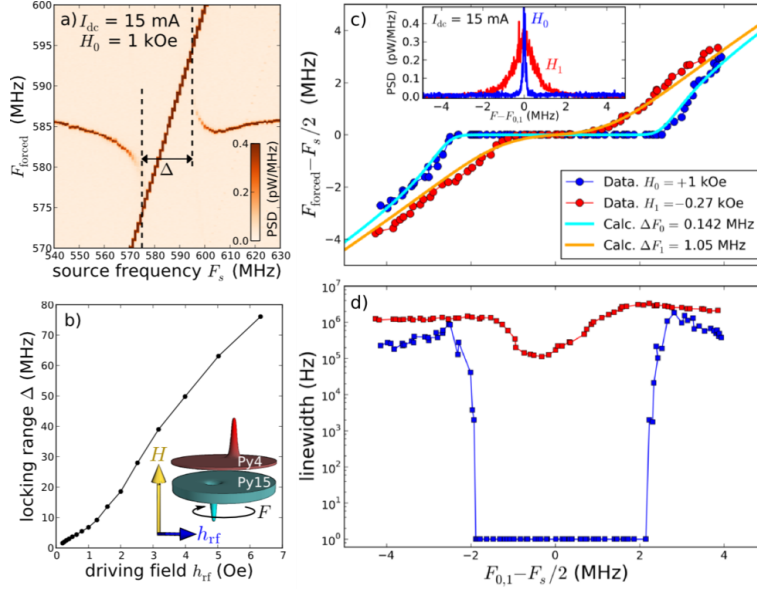 a) I_dc = 15 mA
H_0 = 1 kOe
F_forced (MHz)
600
595
590
585
580
575
570
540 550 560 570 580 590 600 610 620 630
source frequency F_s (MHz)
Δ
PSD (pW/MHz)
0.4
0.2
0.0
b)
locking range Δ (MHz)
80
70
60
50
40
30
20
10
0
0 1 2 3 4 5 6 7
driving field h_rf (Oe)
H
h_rf
F
Py4
Py15
c)
F_forced−F_s/2 (MHz)
4
2
0
−2
−4
I_dc = 15 mA
H_0
H_1
PSD (pW/MHz)
0.4
0.3
0.2
0.1
0.0
−4 −2 0 2 4
F−F_0,1 (MHz)
Data. H_0=+1 kOe
Data. H_1=−0.27 kOe
Calc. ΔF_0=0.142 MHz
Calc. ΔF_1=1.05 MHz
d)
linewidth (Hz)
10^7
10^6
10^5
10^4
10^3
10^2
10^1
10^0
−4 −2 0 2 4
F_0,1−F_s/2 (MHz)